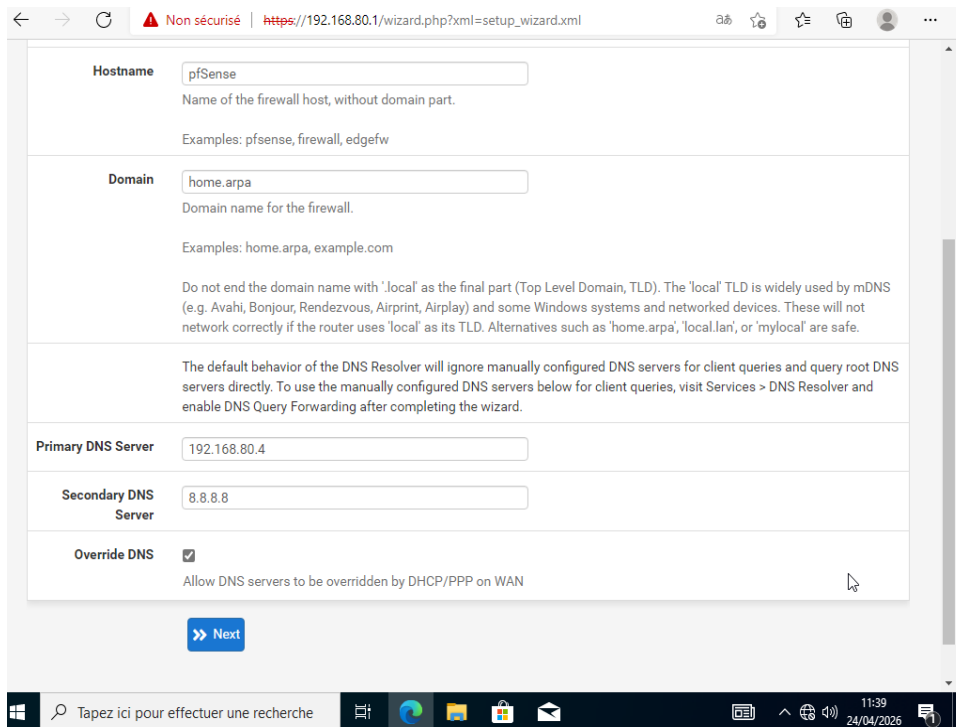 Non sécurisé | https://192.168.80.1/wizard.php?xml=setup_wizard.xml
aあ
Hostname
pfSense
Name of the firewall host, without domain part.
Examples: pfsense, firewall, edgefw
Domain
home.arpa
Domain name for the firewall.
Examples: home.arpa, example.com
Do not end the domain name with '.local' as the final part (Top Level Domain, TLD). The 'local' TLD is widely used by mDNS
(e.g. Avahi, Bonjour, Rendezvous, Airprint, Airplay) and some Windows systems and networked devices. These will not
network correctly if the router uses 'local' as its TLD. Alternatives such as 'home.arpa', 'local.lan', or 'mylocal' are safe.
The default behavior of the DNS Resolver will ignore manually configured DNS servers for client queries and query root DNS
servers directly. To use the manually configured DNS servers below for client queries, visit Services > DNS Resolver and
enable DNS Query Forwarding after completing the wizard.
Primary DNS Server
192.168.80.4
Secondary DNS
Server
8.8.8.8
Override DNS
Allow DNS servers to be overridden by DHCP/PPP on WAN
Next
Tapez ici pour effectuer une recherche
11:39
24/04/2026
1